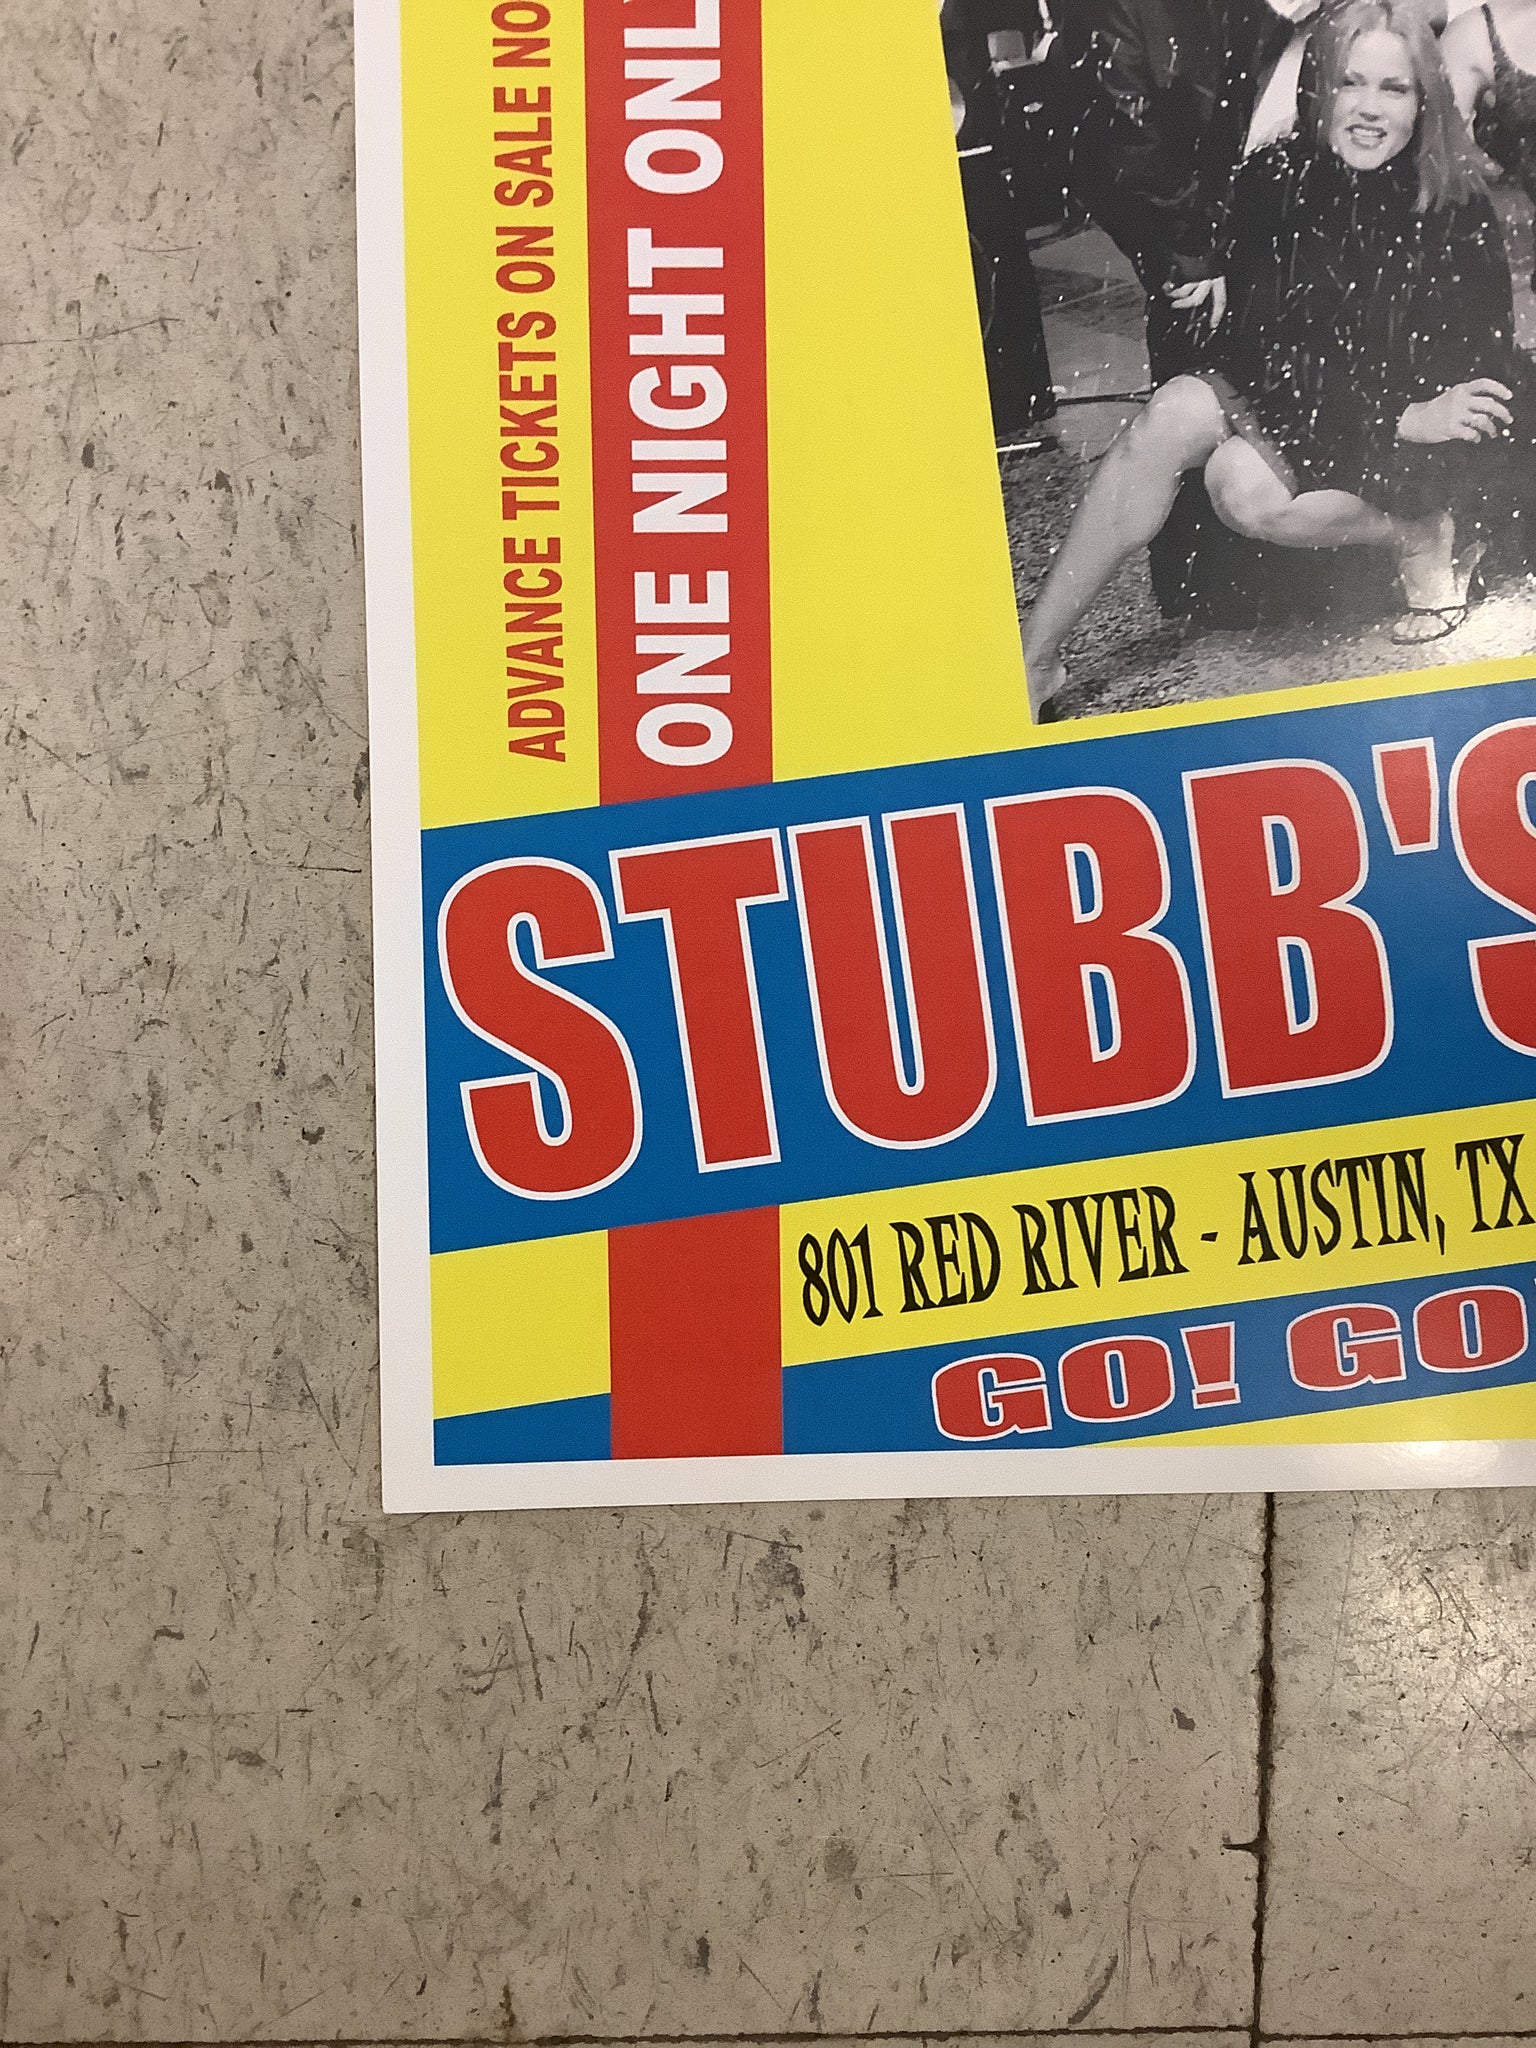 ADVANCE TICKETS ON SALE NO
ONE NIGHT ONL
STUBB'S
801 RED RIVER - AUSTIN, TX
GO! GO